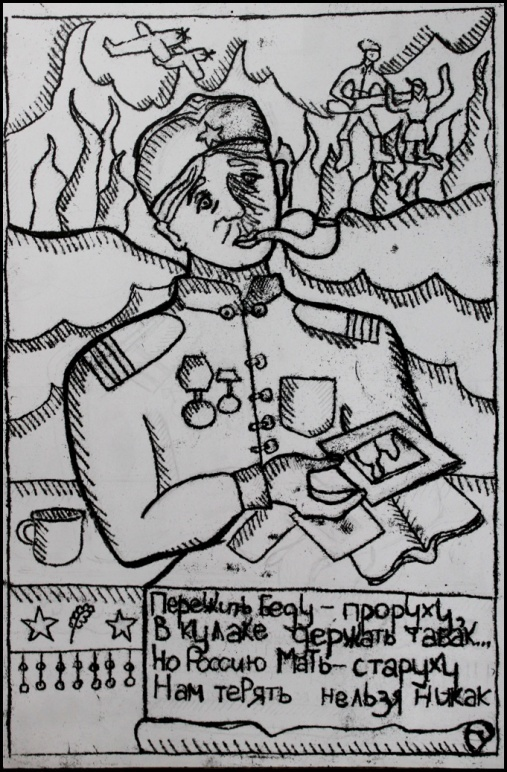 Пережить Беду – проруху,
В кулаке держать табак...
Но Россию Мать – старуху
Нам теРять нельзя Никак